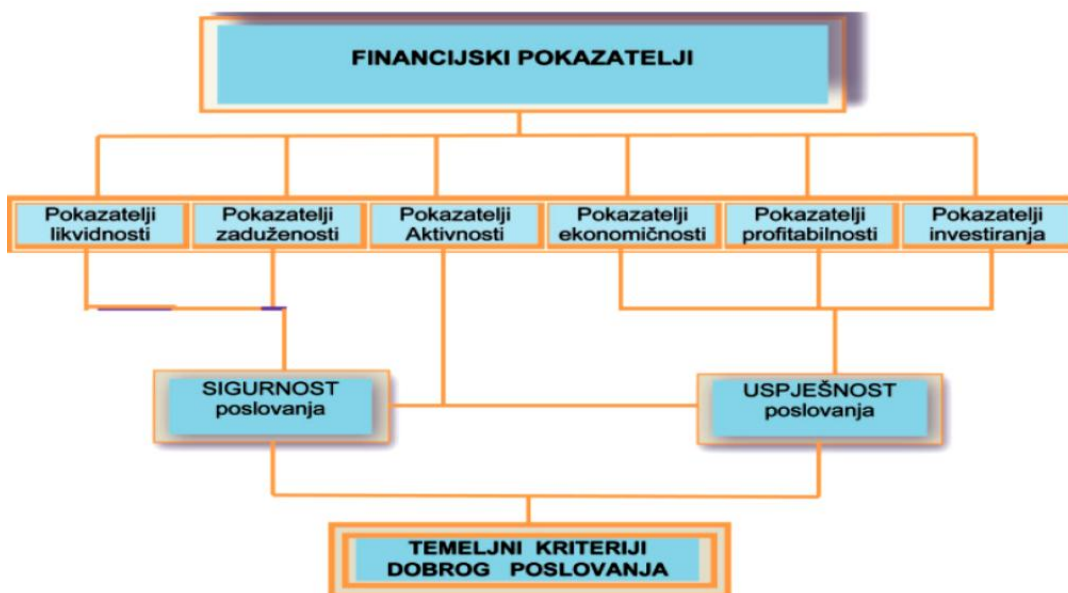 FINANCIJSKI POKAZATELJI
Pokazatelji
likvidnosti
Pokazatelji
zaduženosti
Pokazatelji
Aktivnosti
Pokazatelji
ekonomičnosti
Pokazatelji
profitabilnosti
Pokazatelji
investiranja
SIGURNOST
poslovanja
USPJEŠNOST
poslovanja
TEMELJNI KRITERIJI
DOBROG POSLOVANJA